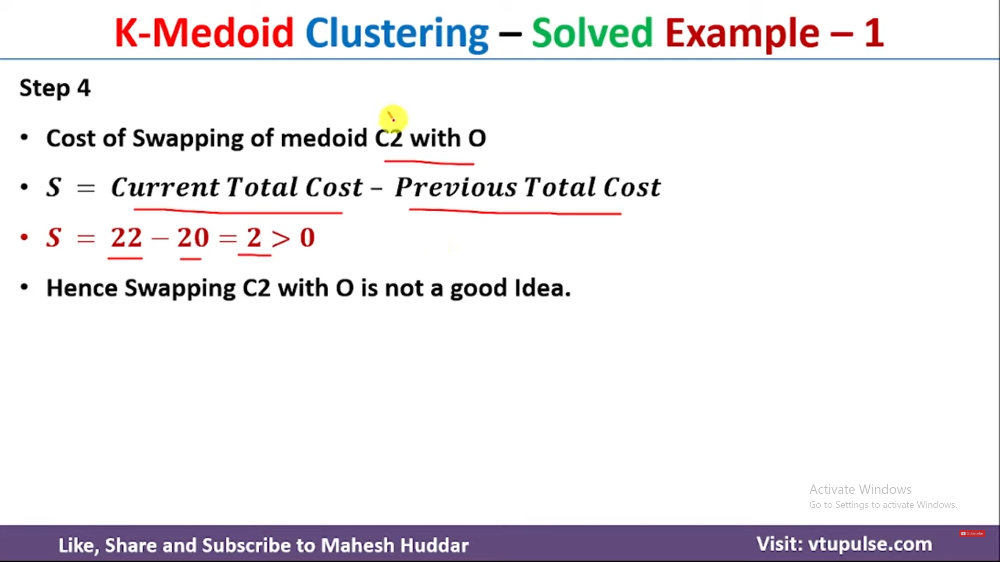 K-Medoid Clustering – Solved Example – 1
Step 4
• Cost of Swapping of medoid C2 with O
• S = Current Total Cost – Previous Total Cost
• S = 22 − 20 = 2 > 0
• Hence Swapping C2 with O is not a good Idea.
Activate Windows
Go to Settings to activate Windows.
Subscribe
Like, Share and Subscribe to Mahesh Huddar
Visit: vtupulse.com